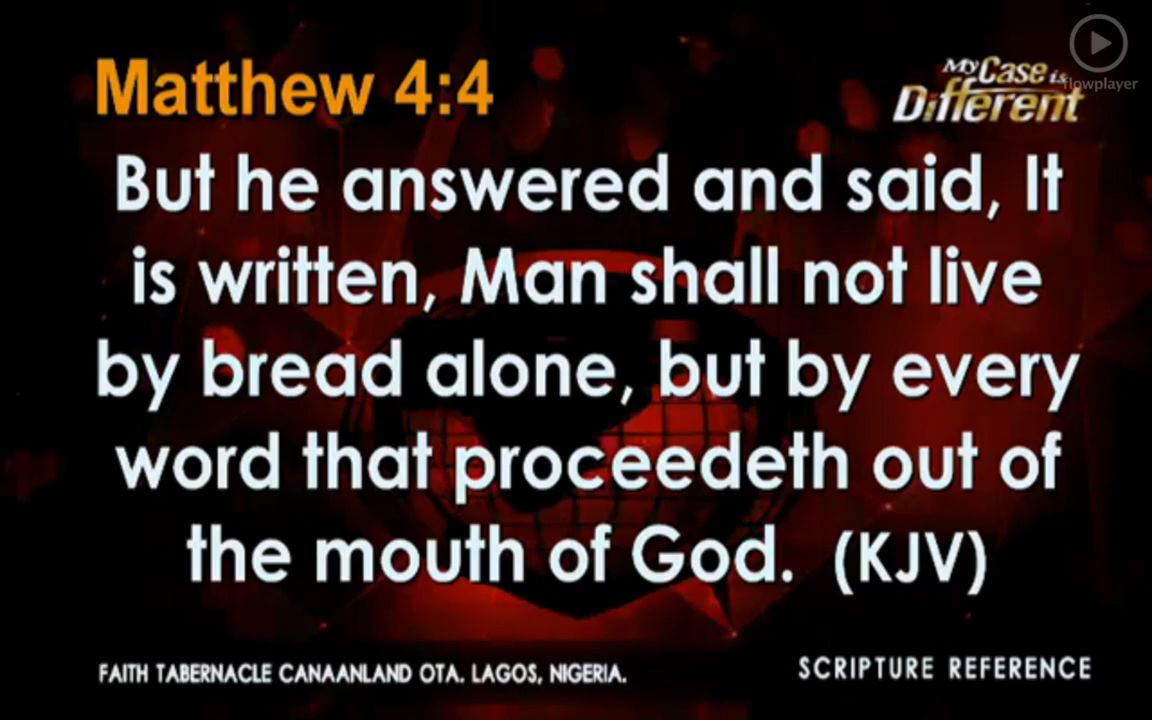 flowplayer
My Case is
Different
Matthew 4:4
But he answered and said, It
is written, Man shall not live
by bread alone, but by every
word that proceedeth out of
the mouth of God. (KJV)
FAITH TABERNACLE CANAANLAND OTA. LAGOS, NIGERIA.
SCRIPTURE REFERENCE